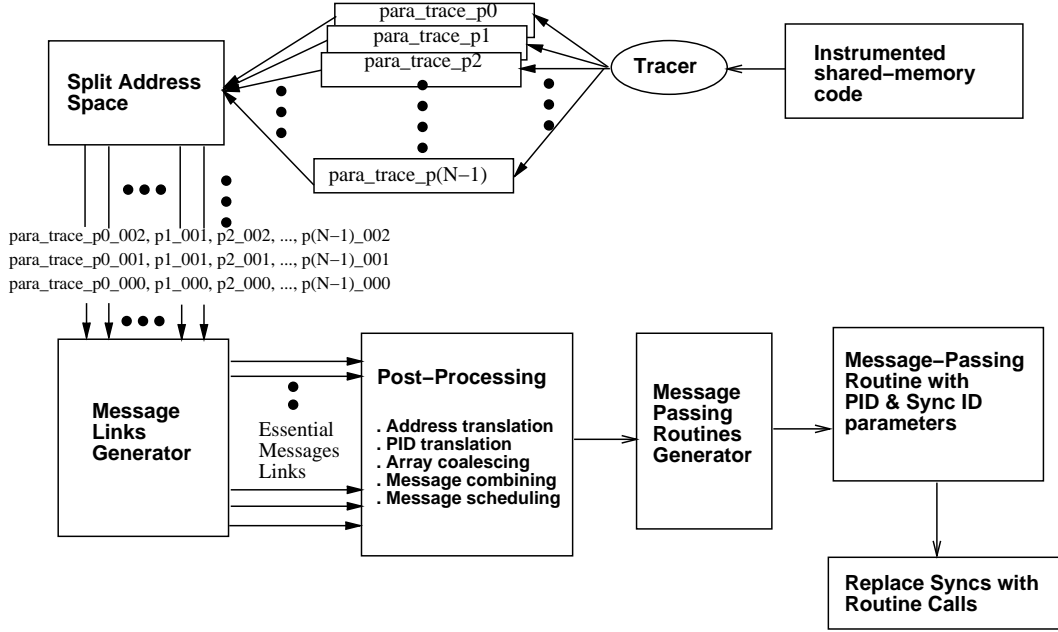 para_trace_p0
para_trace_p1
para_trace_p2
para_trace_p(N−1)
Tracer
Instrumented
shared−memory
code
Split Address
Space
para_trace_p0_002, p1_001, p2_002, ..., p(N−1)_002
para_trace_p0_001, p1_001, p2_001, ..., p(N−1)_001
para_trace_p0_000, p1_000, p2_000, ..., p(N−1)_000
Message
Links
Generator
Essential
Messages
Links
Post−Processing
. Address translation
. PID translation
. Array coalescing
. Message combining
. Message scheduling
Message
Passing
Routines
Generator
Message−Passing
Routine with
PID & Sync ID
parameters
Replace Syncs with
Routine Calls